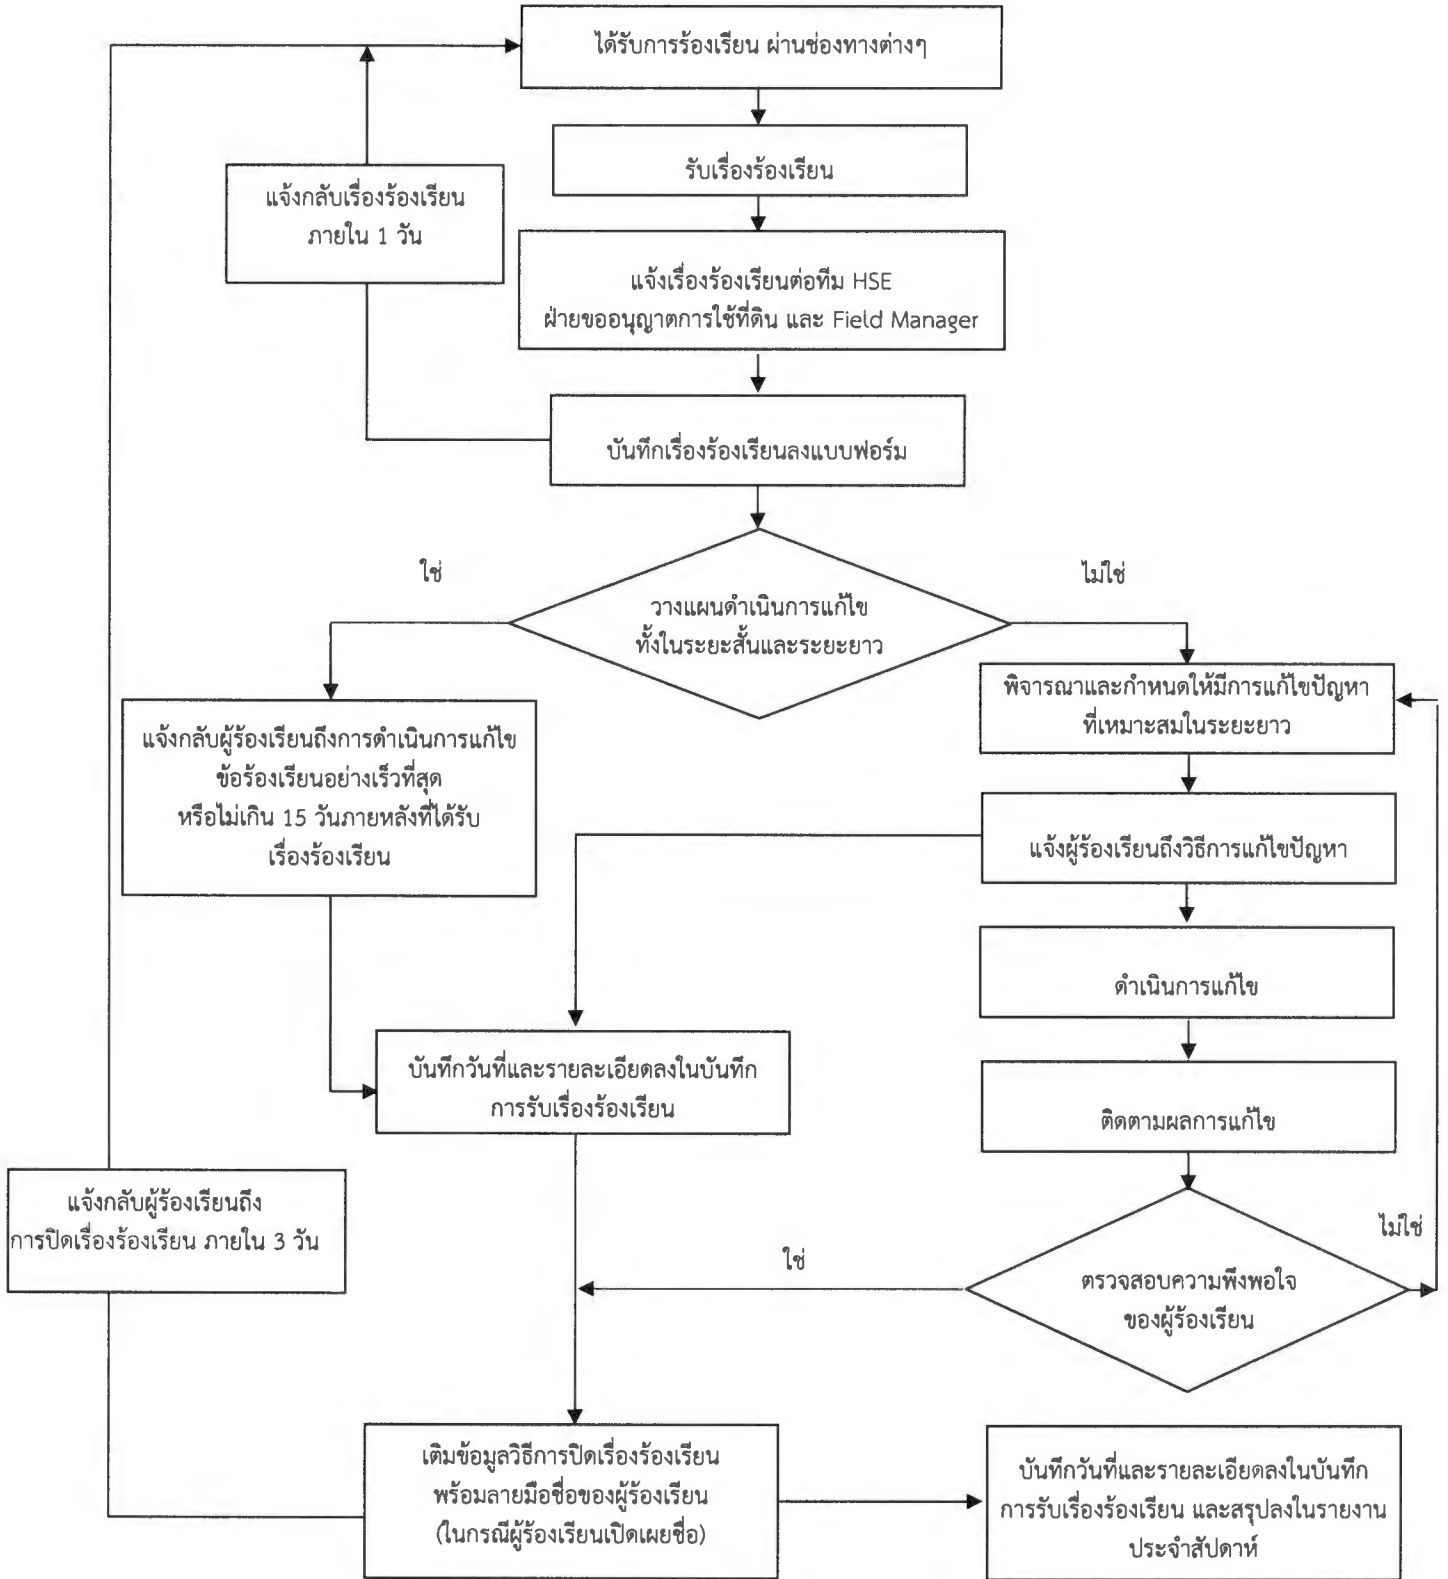 ได้รับการร้องเรียน ผ่านช่องทางต่างๆ
รับเรื่องร้องเรียน
แจ้งกลับเรื่องร้องเรียน
ภายใน 1 วัน
แจ้งเรื่องร้องเรียนต่อทีม HSE
ฝ่ายขออนุญาตการใช้ที่ดิน และ Field Manager
บันทึกเรื่องร้องเรียนลงแบบฟอร์ม
ใช่
ไม่ใช่
วางแผนดำเนินการแก้ไข
ทั้งในระยะสั้นและระยะยาว
พิจารณาและกำหนดให้มีการแก้ไขปัญหา
ที่เหมาะสมในระยะยาว
แจ้งกลับผู้ร้องเรียนถึงการดำเนินการแก้ไข
ข้อร้องเรียนอย่างเร็วที่สุด
หรือไม่เกิน 15 วันภายหลังที่ได้รับ
เรื่องร้องเรียน
แจ้งผู้ร้องเรียนถึงวิธีการแก้ไขปัญหา
ดำเนินการแก้ไข
บันทึกวันที่และรายละเอียดลงในบันทึก
การรับเรื่องร้องเรียน
ติดตามผลการแก้ไข
แจ้งกลับผู้ร้องเรียนถึง
การปิดเรื่องร้องเรียน ภายใน 3 วัน
ใช่
ไม่ใช่
ตรวจสอบความพึงพอใจ
ของผู้ร้องเรียน
เติมข้อมูลวิธีการปิดเรื่องร้องเรียน
พร้อมลายมือชื่อของผู้ร้องเรียน
(ในกรณีผู้ร้องเรียนเปิดเผยชื่อ)
บันทึกวันที่และรายละเอียดลงในบันทึก
การรับเรื่องร้องเรียน และสรุปลงในรายงาน
ประจำสัปดาห์